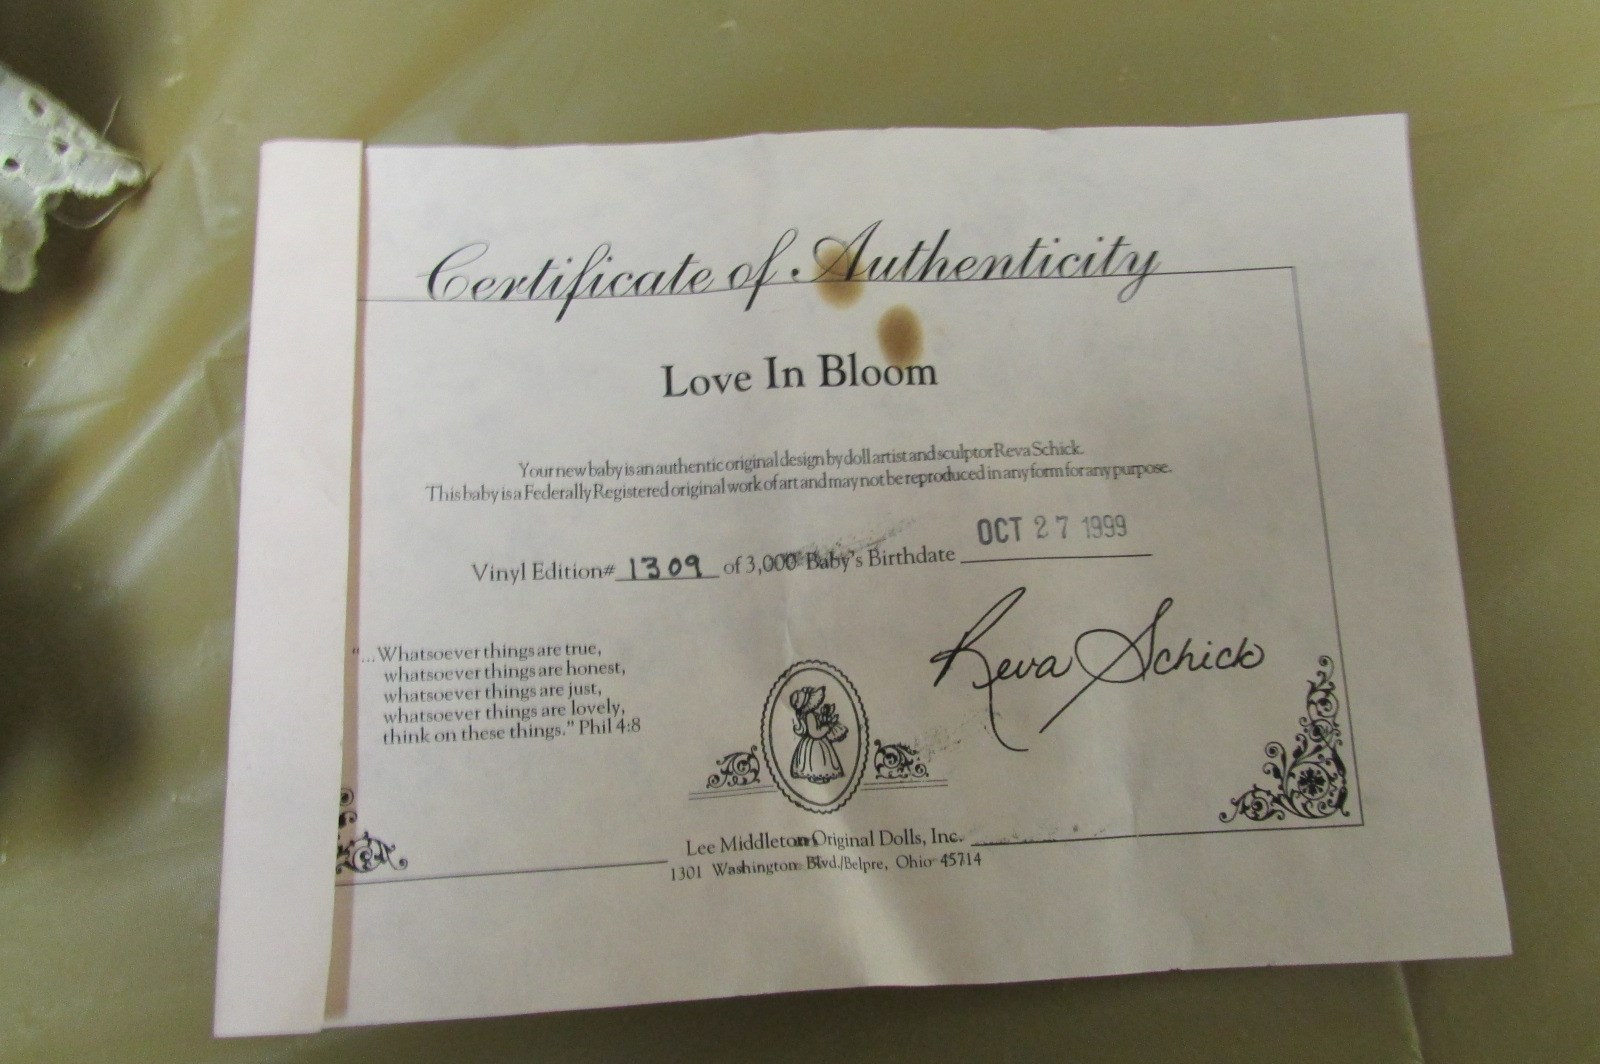 Certificate of Authenticity
Love In Bloom
Your new baby is an authentic original design by doll artist and sculptor Reva Schick.
This baby is a Federally Registered original work of art and may not be reproduced in any form for any purpose.
Vinyl Edition# 1309 of 3,000 Baby's Birthdate OCT 27 1999
"...Whatsoever things are true,
whatsoever things are honest,
whatsoever things are just,
whatsoever things are lovely,
think on these things." Phil 4:8
Reva Schick
Lee Middleton Original Dolls, Inc.
1301 Washington Blvd./Belpre, Ohio 45714